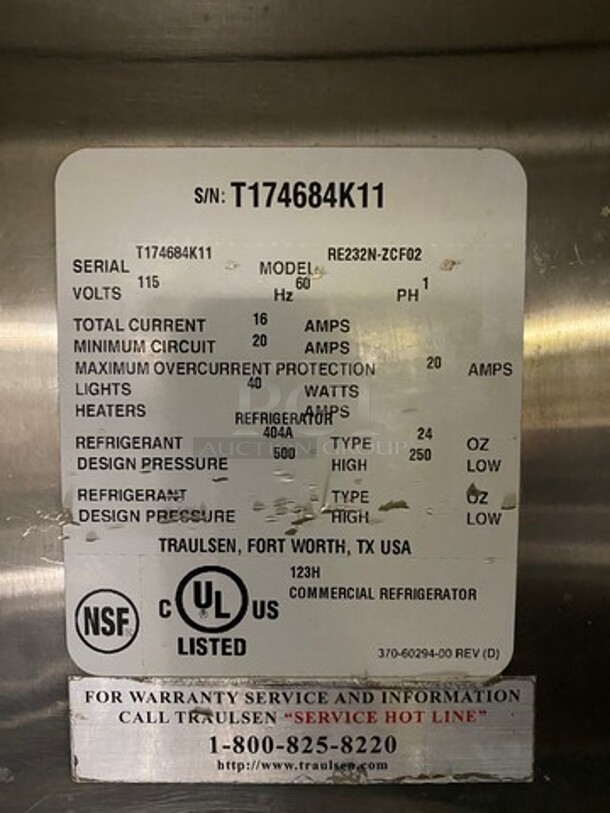 S/N: T174684K11
SERIAL T174684K11 MODEL RE232N-ZCF02
VOLTS 115 Hz 60 PH 1
TOTAL CURRENT 16 AMPS
MINIMUM CIRCUIT 20 AMPS
MAXIMUM OVERCURRENT PROTECTION 20 AMPS
LIGHTS 40 WATTS
HEATERS AMPS
REFRIGERATOR
REFRIGERANT 404A TYPE 24 OZ
DESIGN PRESSURE 500 HIGH 250 LOW
AUCTION GROUP
REFRIGERANT TYPE OZ
DESIGN PRESSURE HIGH LOW
TRAULSEN, FORT WORTH, TX USA
NSF
C UL US
LISTED
123H
COMMERCIAL REFRIGERATOR
370-60294-00 REV (D)
FOR WARRANTY SERVICE AND INFORMATION
CALL TRAULSEN “SERVICE HOT LINE”
1-800-825-8220
http://www.traulsen.com